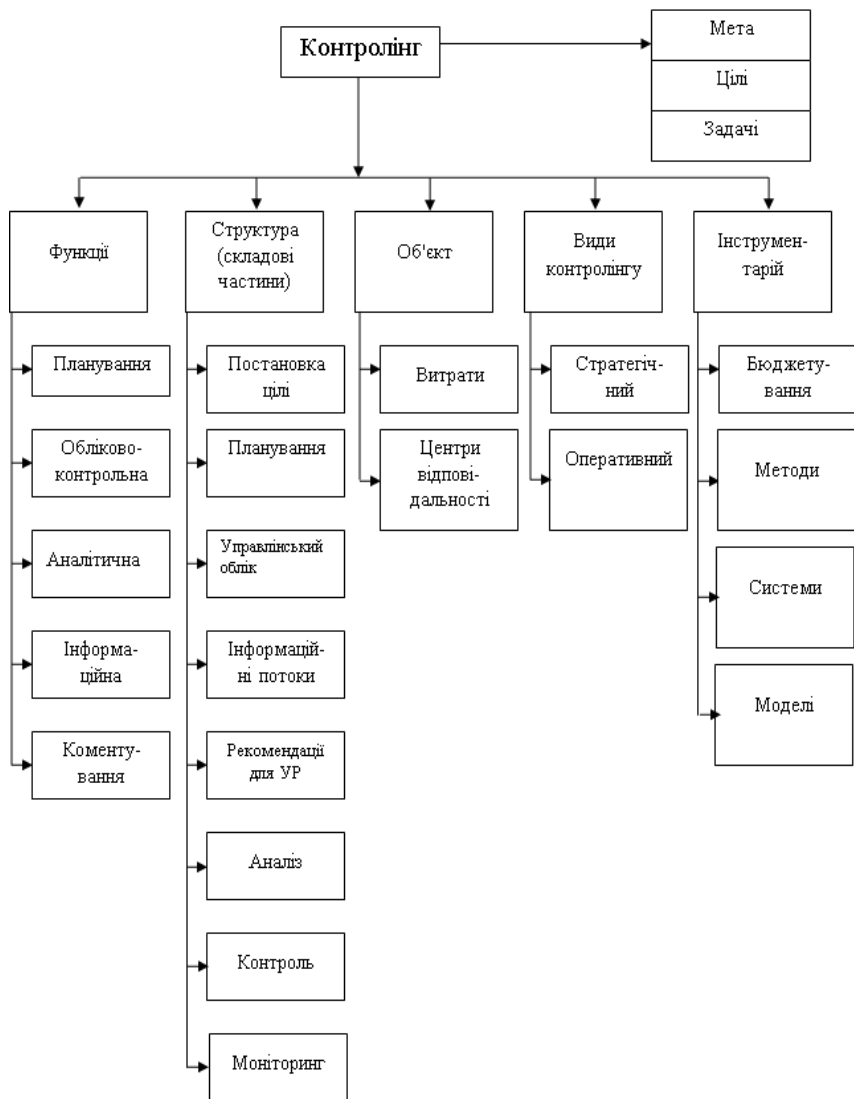 Контролінг
Мета
Цілі
Задачі
Функції
Структура
(складові
частини)
Об'єкт
Види
контролінгу
Інструмен-
тарій
Планування
Обліково-
контрольна
Аналітична
Інформа-
ційна
Коменту-
вання
Постановка
цілі
Планування
Управлінський
облік
Інформацій-
ні потоки
Рекомендації
для УР
Аналіз
Контроль
Моніторинг
Витрати
Центри
відпові-
дальності
Стратегіч-
ний
Оперативний
Бюджету-
вання
Методи
Системи
Моделі